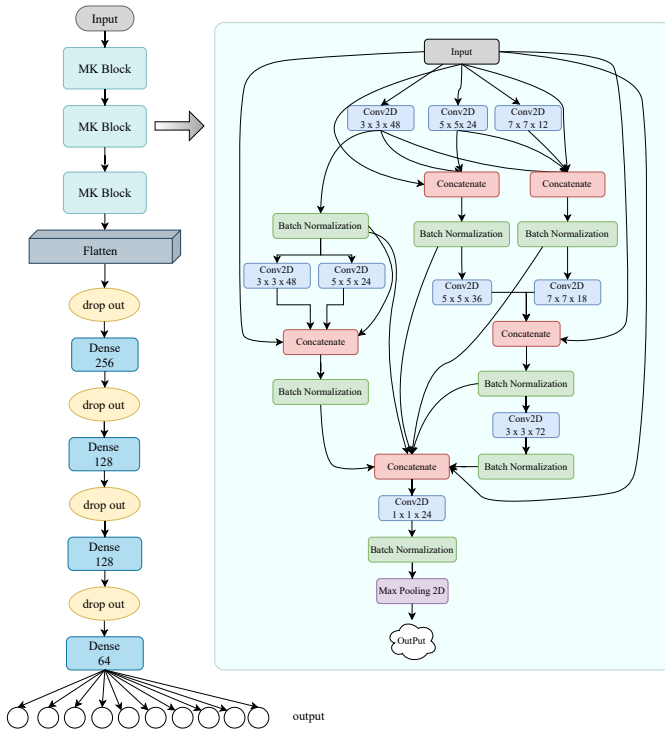 Input
MK Block
MK Block
MK Block
Flatten
drop out
Dense
256
drop out
Dense
128
drop out
Dense
128
drop out
Dense
64
output
Input
Conv2D
3 x 3 x 48
Conv2D
5 x 5x 24
Conv2D
7 x 7 x 12
Concatenate
Concatenate
Batch Normalization
Batch Normalization
Batch Normalization
Conv2D
3 x 3 x 48
Conv2D
5 x 5 x 24
Conv2D
5 x 5 x 36
Conv2D
7 x 7 x 18
Concatenate
Concatenate
Batch Normalization
Batch Normalization
Conv2D
3 x 3 x 72
Concatenate
Batch Normalization
Conv2D
1 x 1 x 24
Batch Normalization
Max Pooling 2D
OutPut